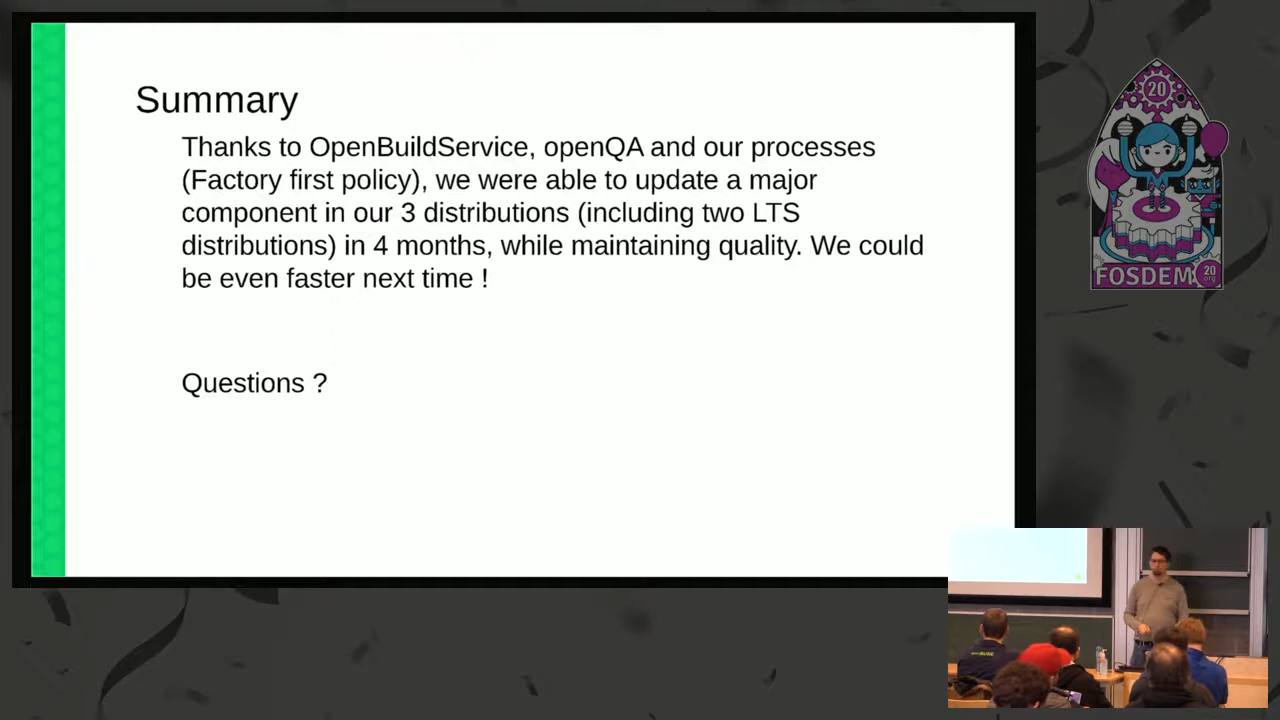 Summary
Thanks to OpenBuildService, openQA and our processes
(Factory first policy), we were able to update a major
component in our 3 distributions (including two LTS
distributions) in 4 months, while maintaining quality. We could
be even faster next time !
Questions ?
20
FOSDEM
20
.org